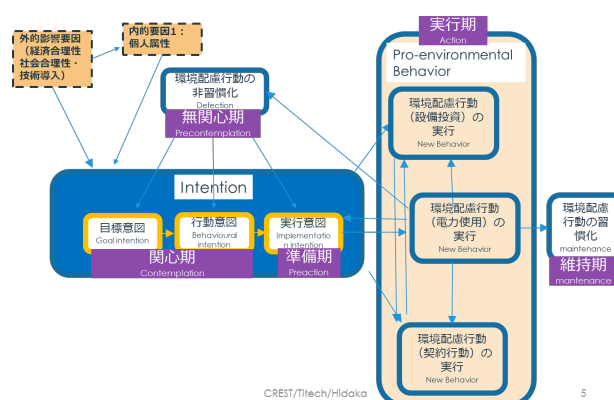 外的影響要因
（経済合理性
社会合理性・
技術導入）
内的要因1：
個人属性
環境配慮行動の
非習慣化
Defection
無関心期
Precontemplation
Intention
目標意図
Goal intention
行動意図
Behavioural
intention
実行意図
Implementatio
n intention
関心期
Contemplation
準備期
Preaction
実行期
Action
Pro-environmental
Behavior
環境配慮行動
（設備投資）の
実行
New Behavior
環境配慮行動
（電力使用）の
実行
New Behavior
環境配慮行動
（契約行動）の
実行
New Behavior
環境配慮
行動の習
慣化
maintenance
維持期
mantenance
CREST/TItech/Hidaka
5